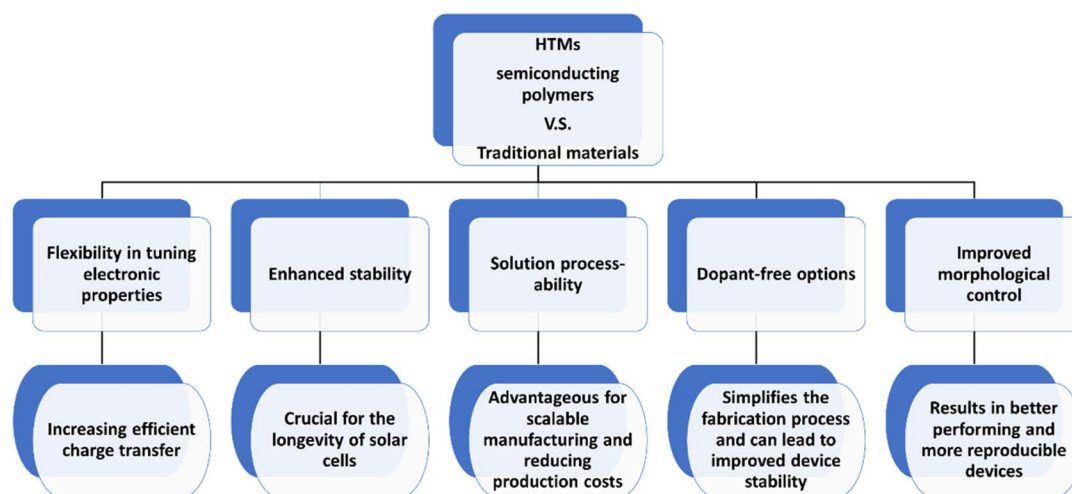 HTMs
semiconducting
polymers
V.S.
Traditional materials
Flexibility in tuning
electronic
properties
Enhanced stability
Solution process-
ability
Dopant-free options
Improved
morphological
control
Increasing efficient
charge transfer
Crucial for the
longevity of solar
cells
Advantageous for
scalable
manufacturing and
reducing
production costs
Simplifies the
fabrication process
and can lead to
improved device
stability
Results in better
performing and
more reproducible
devices